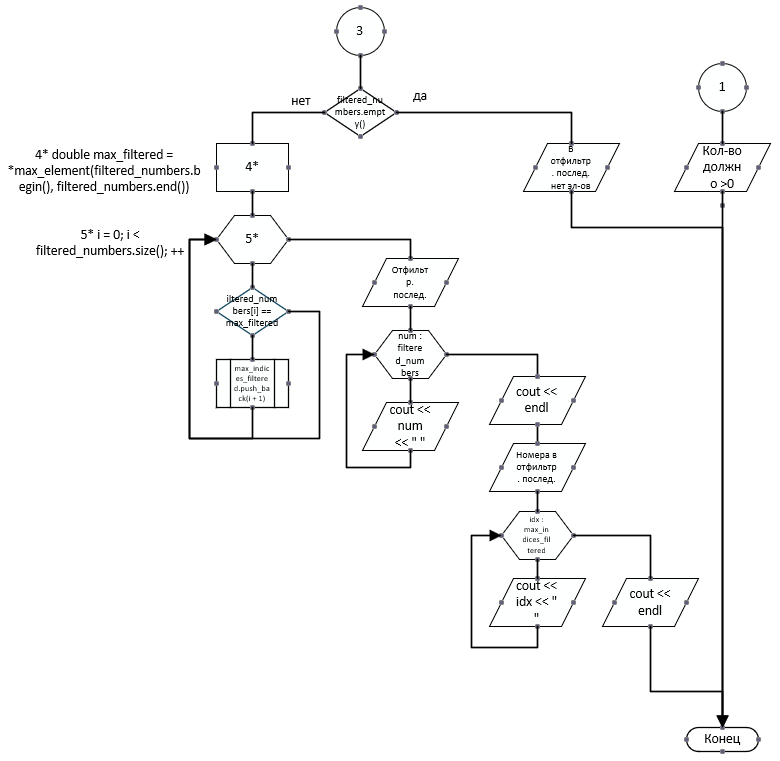 3
filtered_nu
mbers.empt
y()
нет
да
1
4* double max_filtered =
*max_element(filtered_numbers.b
egin(), filtered_numbers.end())
4*
В
отфильтр
. послед.
нет эл-ов
Кол-во
должн
о >0
5* i = 0; i <
filtered_numbers.size(); ++
5*
Отфильт
р.
послед.
iltered_num
bers[i] ==
max_filtered
num :
filtere
d_num
bers
max_indic
es_filtere
d.push_ba
ck(i + 1)
cout <<
num
<< " "
cout <<
endl
Номера в
отфильтр
. послед.
idx :
max_in
dices_fil
tered
cout <<
idx << "
"
cout <<
endl
Конец